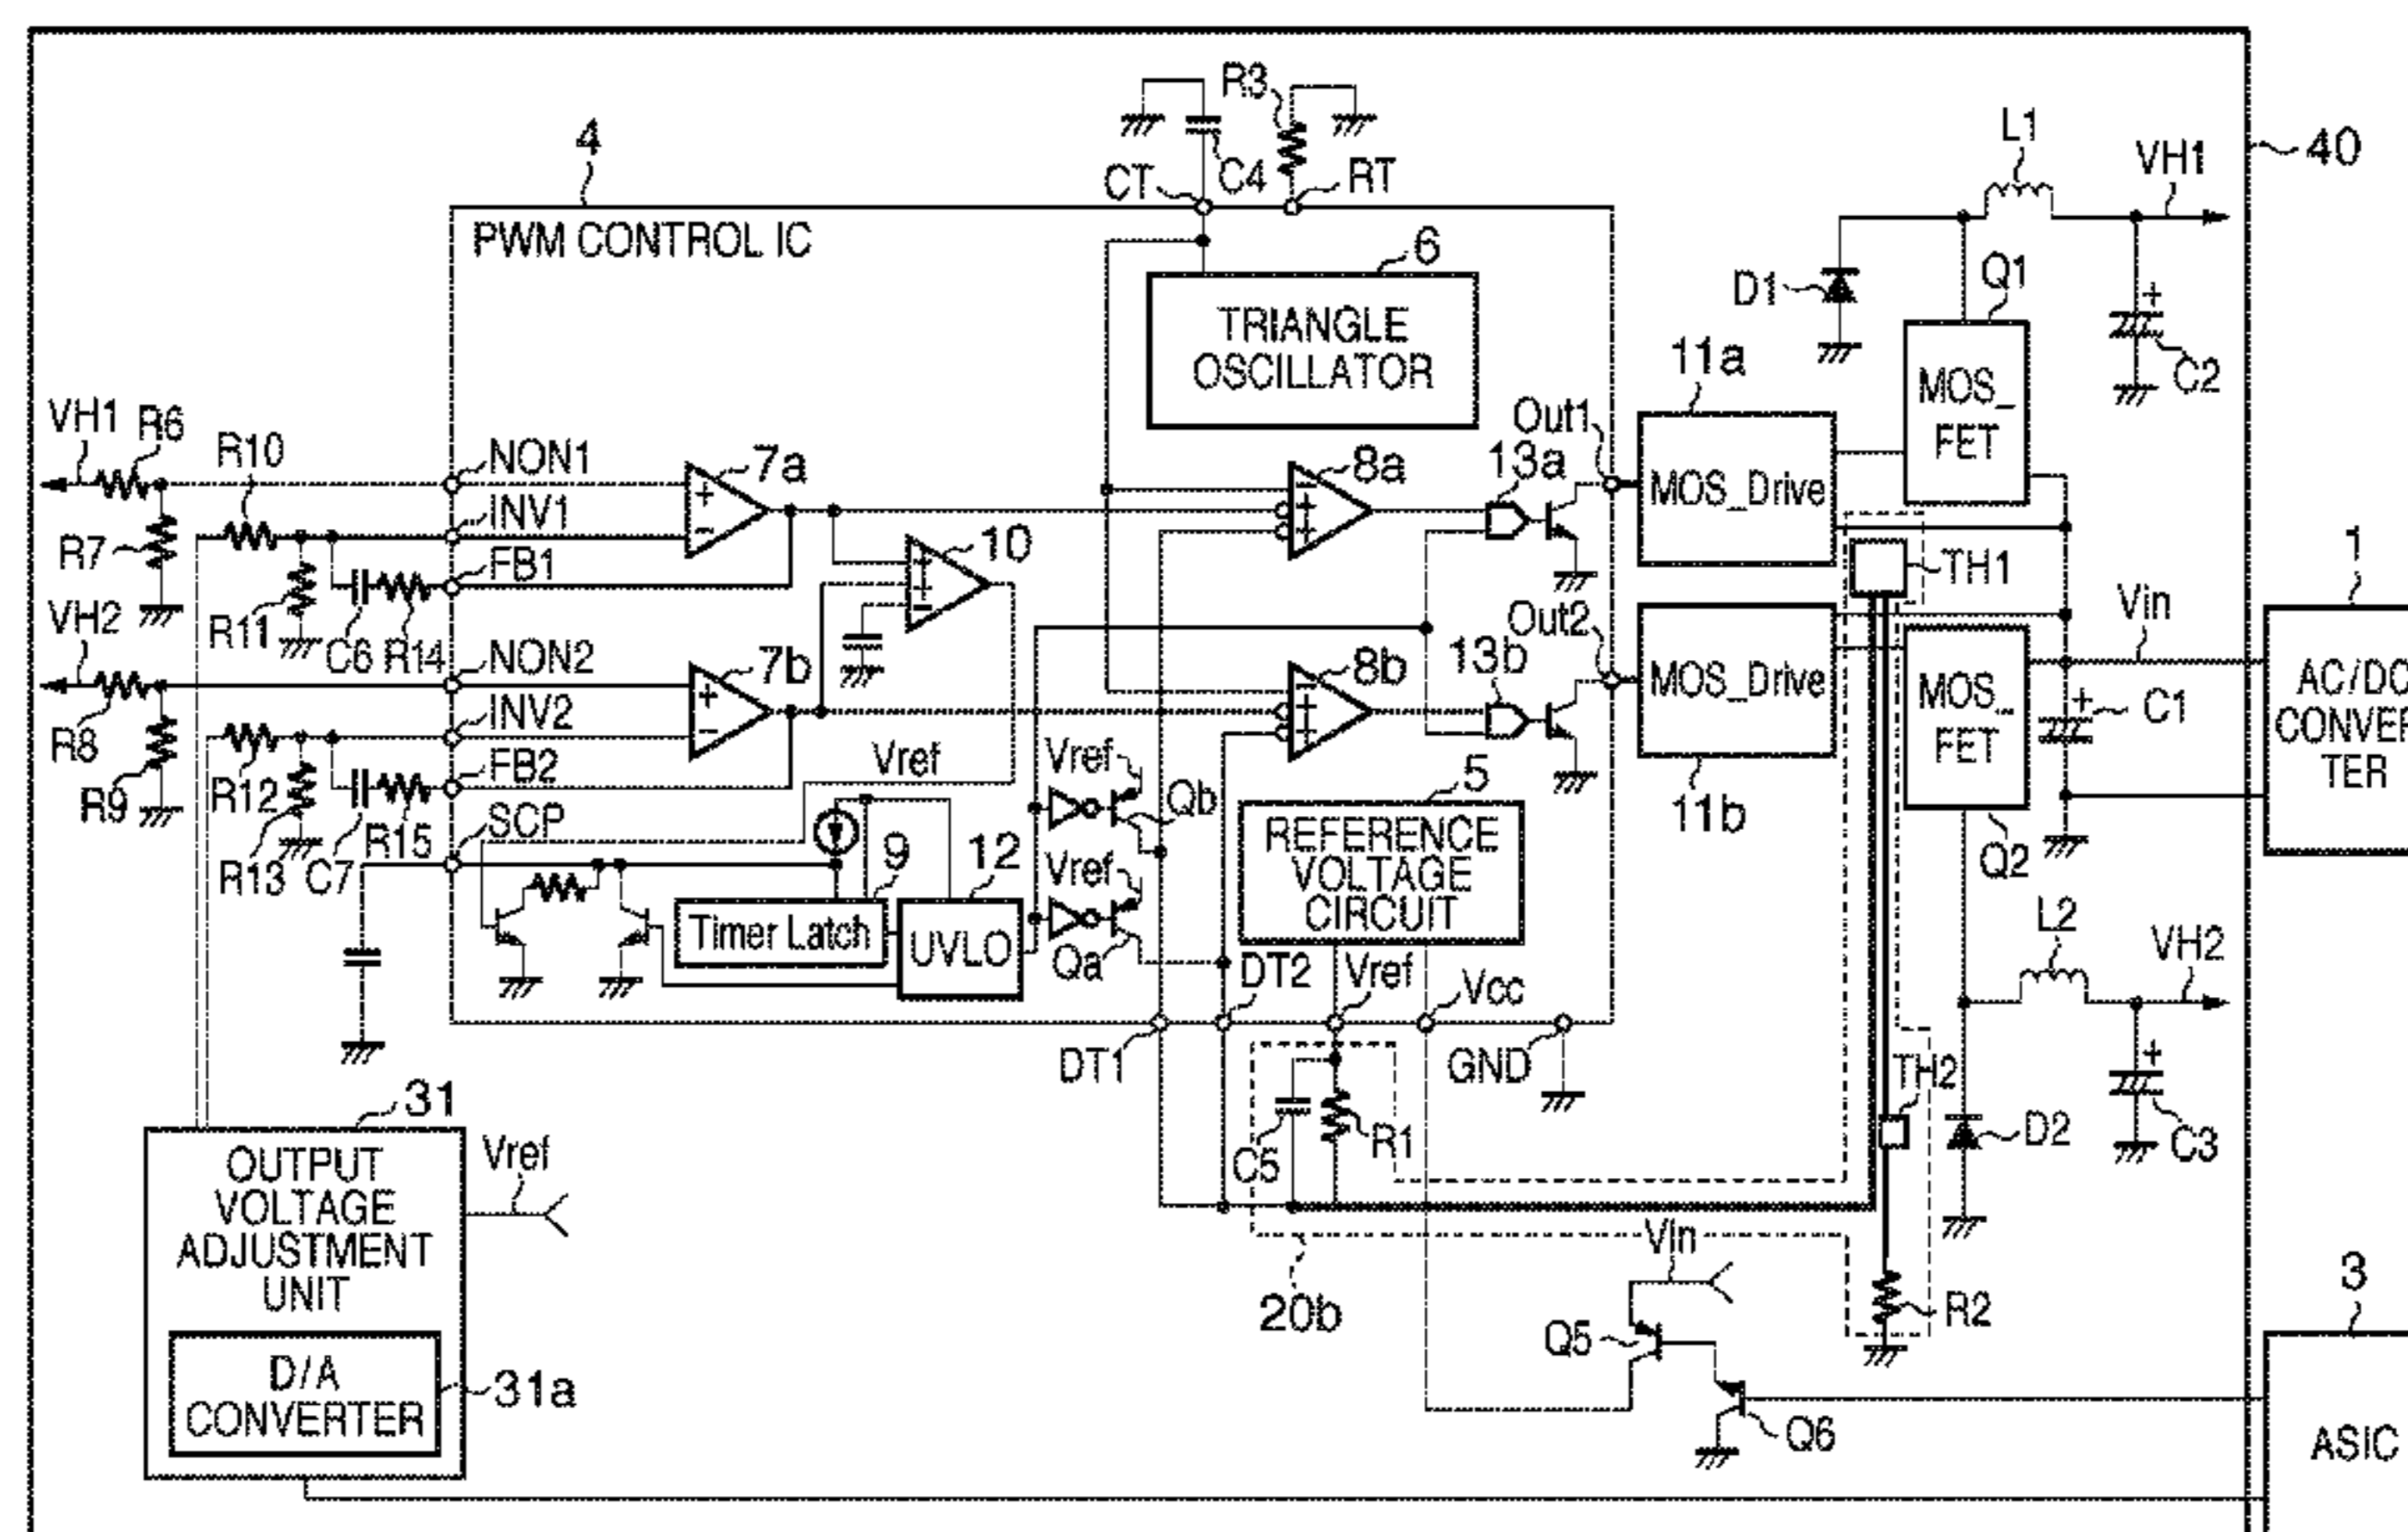 R3
L1
4
VH1
40
CT
C4
RT
PWM CONTROL IC
6
Q1
D1
TRIANGLE
OSCILLATOR
+
11a
MOS_
FET
C2
VH1
R6
R10
NON1
7a
8a
13a
Out1
MOS_Drive
INV1
+
−
−
+
+
R7
FB1
10
TH1
1
VH2
R11
C6
R14
+
+
−
Out2
Vin
NON2
7b
8b
13b
MOS_Drive
MOS_
FET
AC/DC
CONVER
TER
R8
INV2
+
−
−
+
+
+
C1
R9
R12
FB2
Vref
Vref
Qb
5
11b
R13
C7
R15
SCP
9
12
Vref
REFERENCE
VOLTAGE
CIRCUIT
Q2
Timer Latch
UVLO
Qa
L2
VH2
DT2
Vref
Vcc
DT1
GND
TH2
+
31
C5
R1
D2
C3
OUTPUT
VOLTAGE
ADJUSTMENT
UNIT
Vref
Vin
20b
R2
3
Q5
D/A
CONVERTER
31a
Q6
ASIC